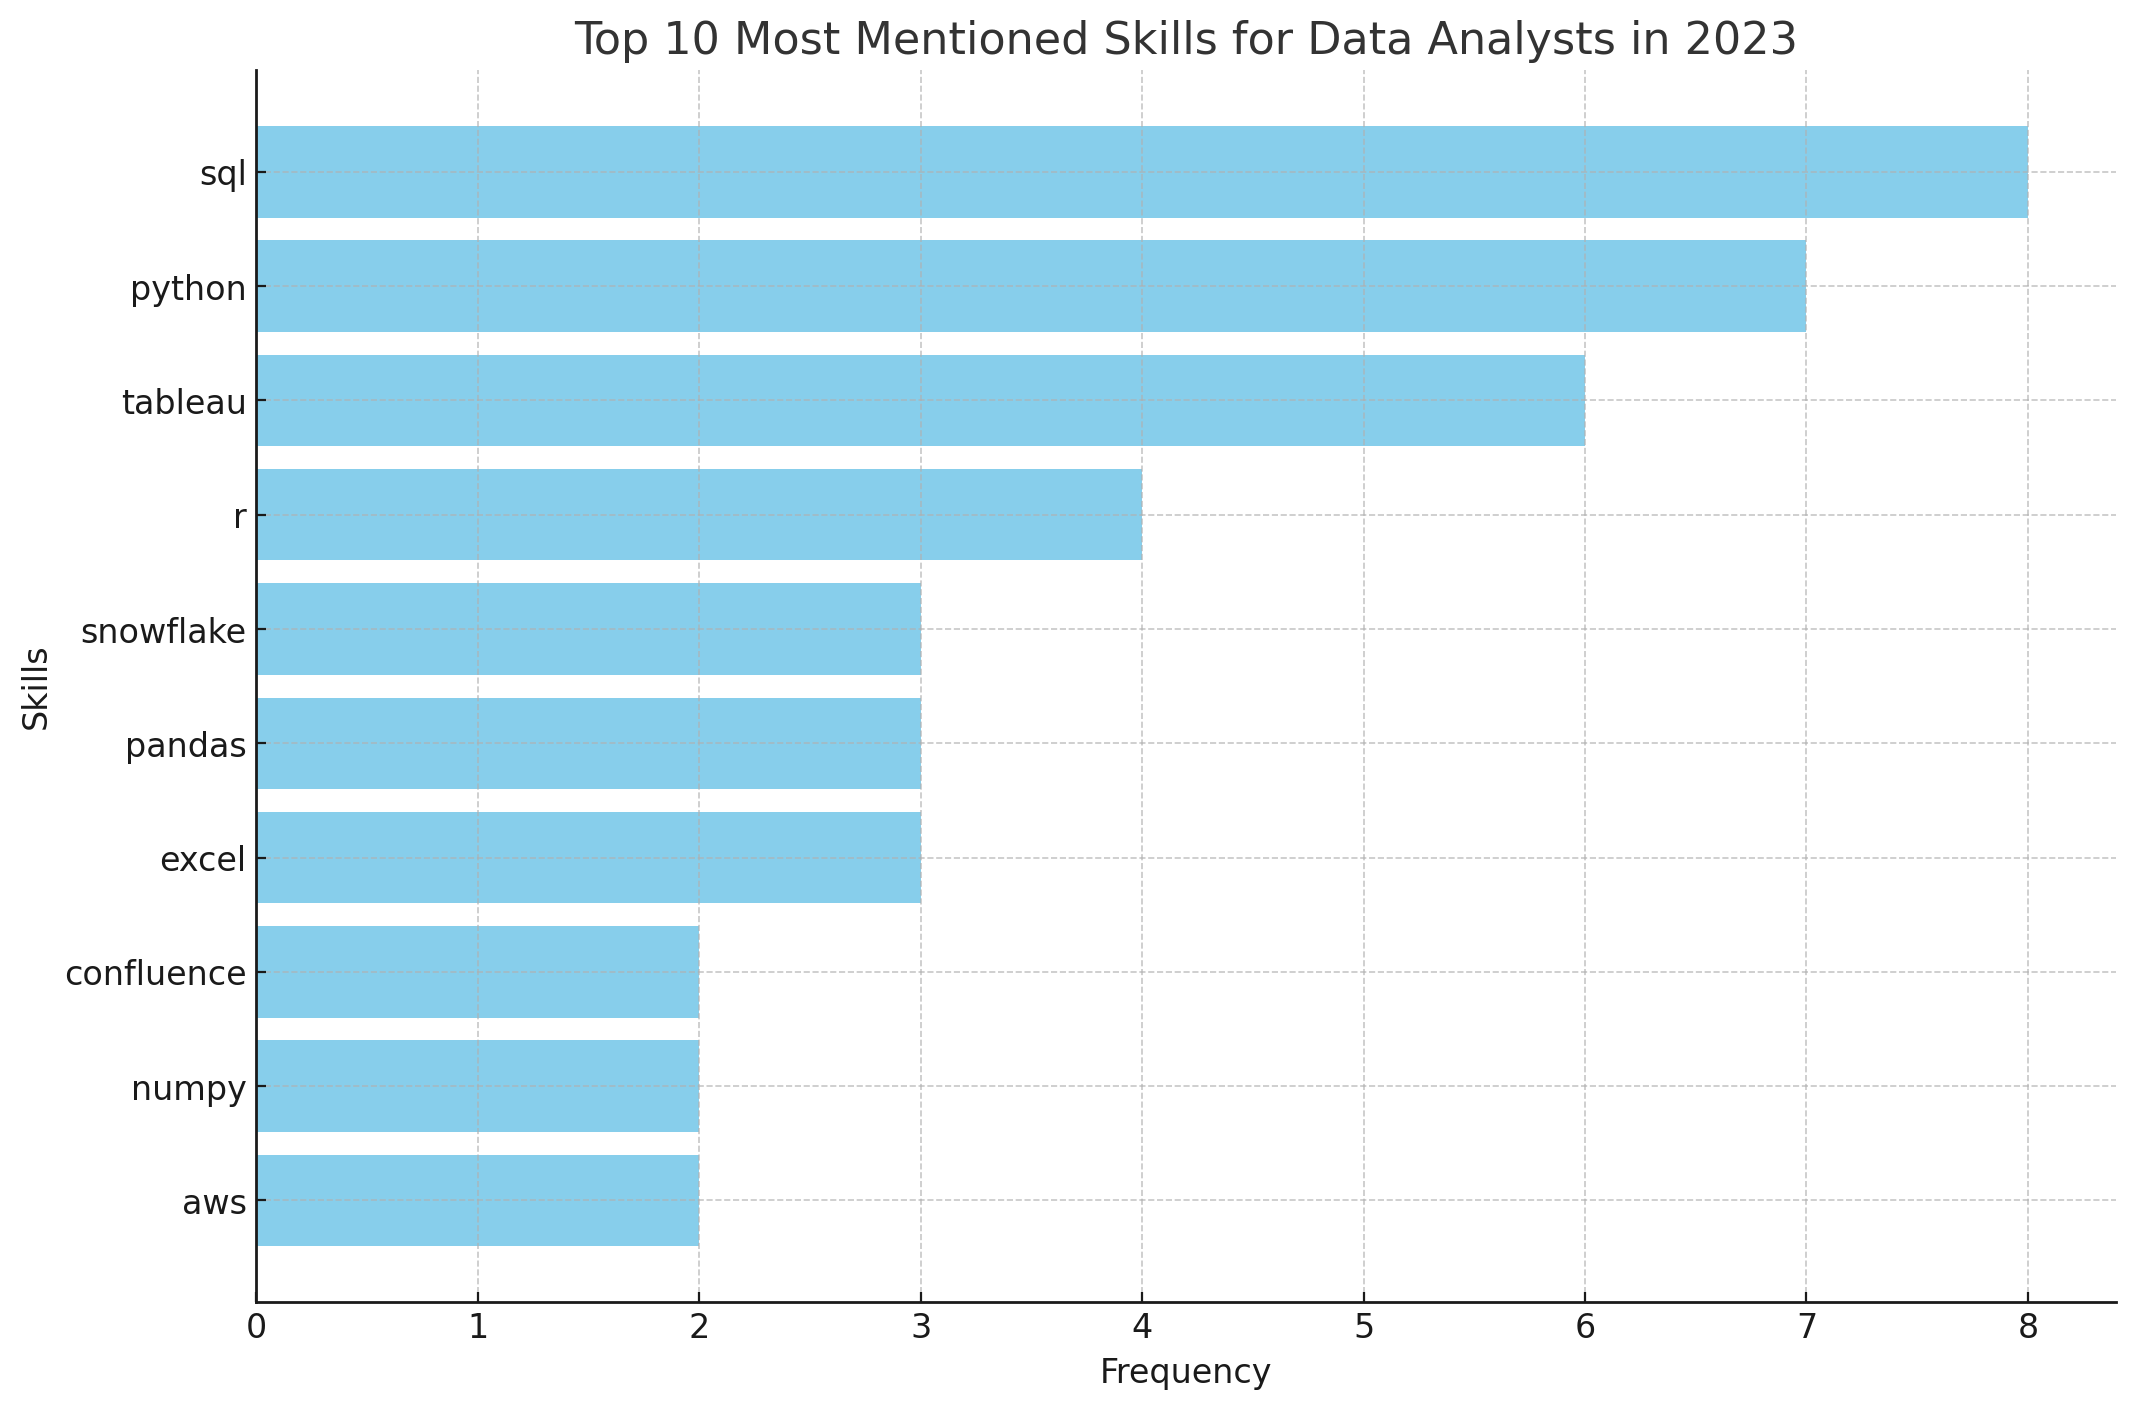 Top 10 Most Mentioned Skills for Data Analysts in 2023
sql
python
tableau
r
snowflake
Skills
pandas
excel
confluence
numpy
aws
0 1 2 3 4 5 6 7 8
Frequency